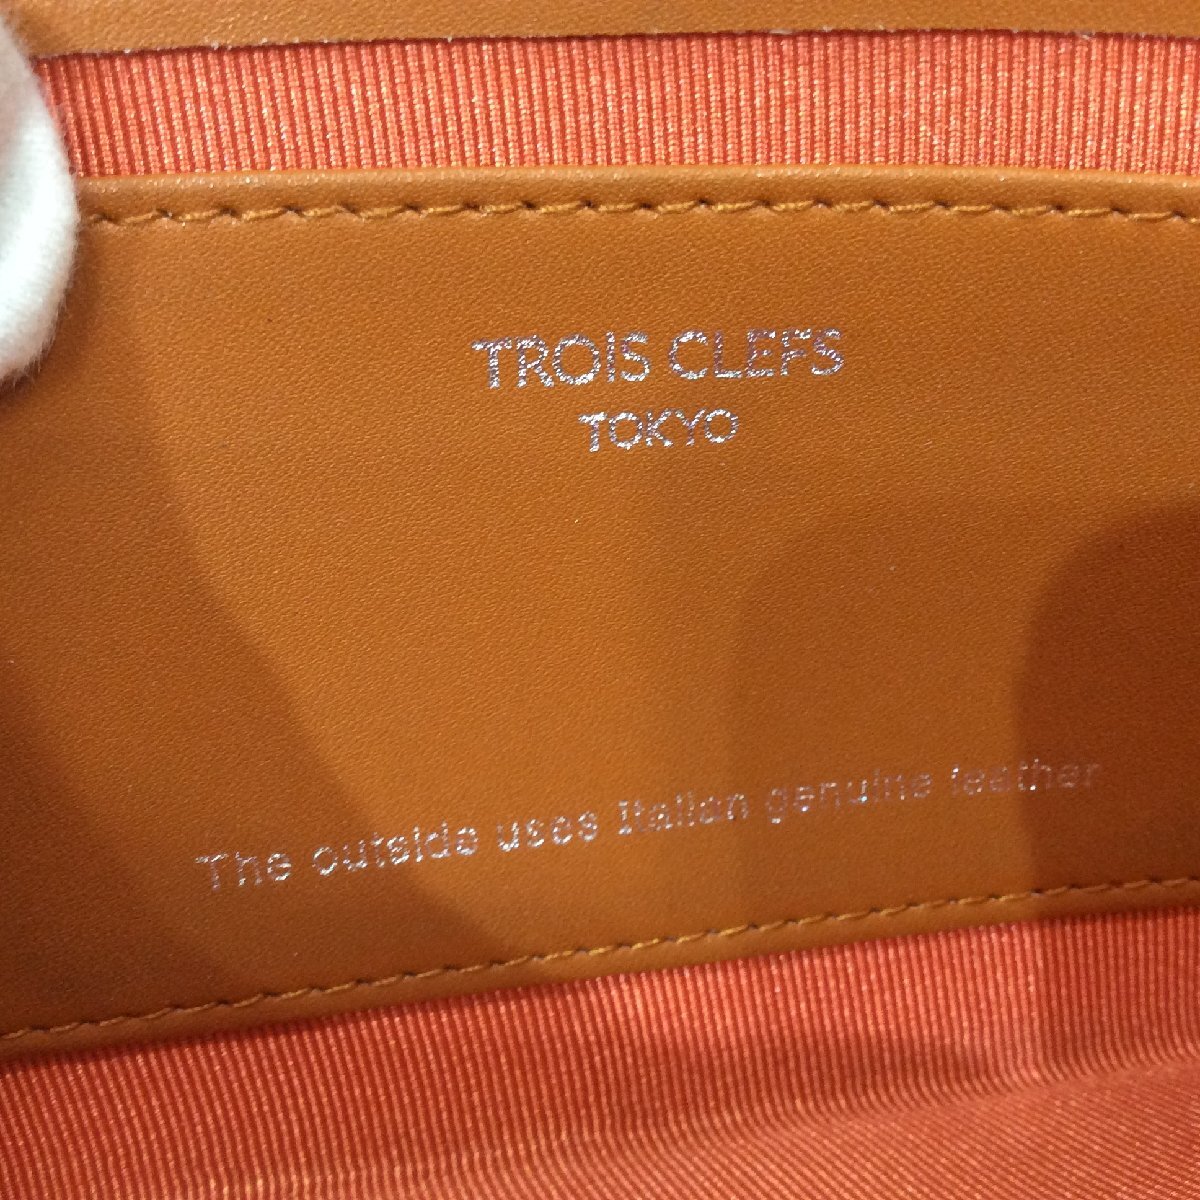 TROIS CLEFS
TOKYO
The outside uses Italian genuine leather